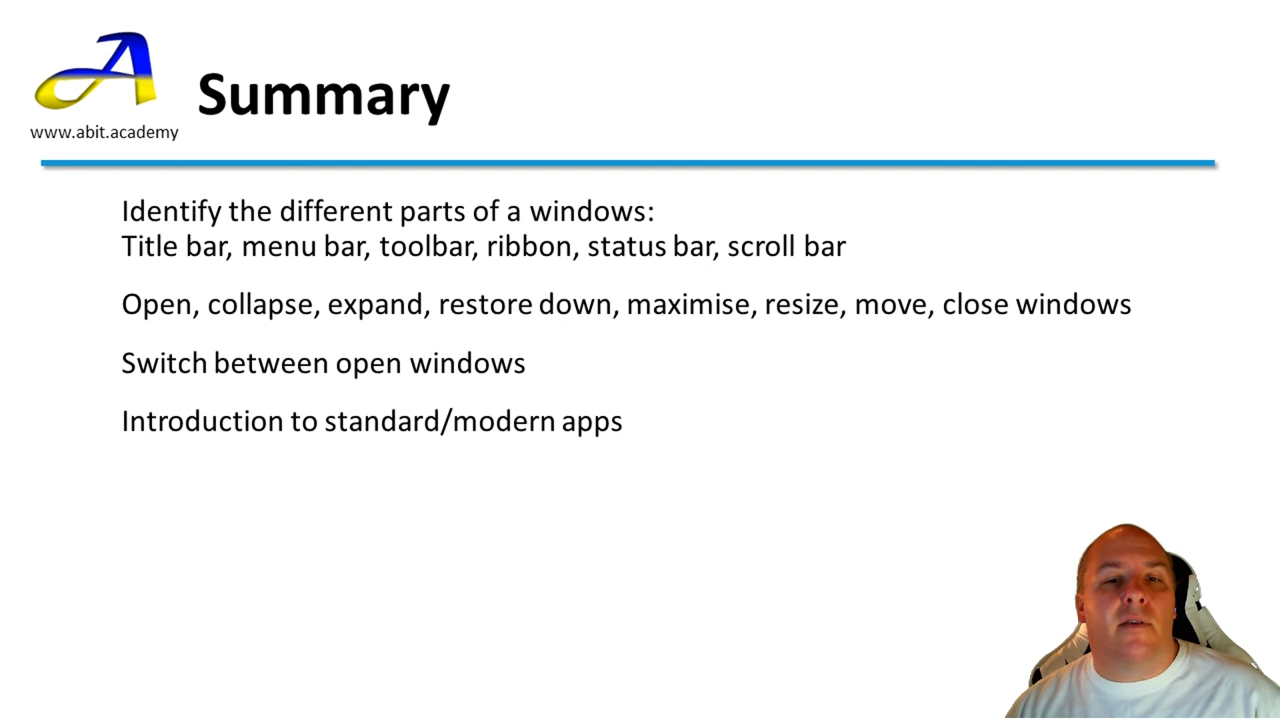 Summary
www.abit.academy
Identify the different parts of a windows:
Title bar, menu bar, toolbar, ribbon, status bar, scroll bar
Open, collapse, expand, restore down, maximise, resize, move, close windows
Switch between open windows
Introduction to standard/modern apps